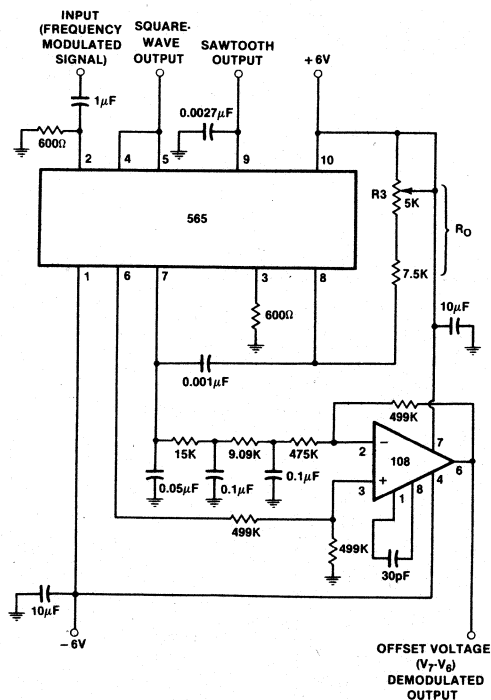 INPUT
(FREQUENCY
MODULATED
SIGNAL)
SQUARE-
WAVE
OUTPUT
SAWTOOTH
OUTPUT
+ 6V
1μF
0.0027μF
600Ω
2
4
5
9
10
565
R3
5K
RO
7.5K
1
6
7
3
8
600Ω
10μF
0.001μF
499K
15K
9.09K
475K
2
−
108
7
6
0.05μF
0.1μF
0.1μF
3
+
1
8
4
499K
499K
30pF
10μF
− 6V
OFFSET VOLTAGE
(V7-V6)
DEMODULATED
OUTPUT